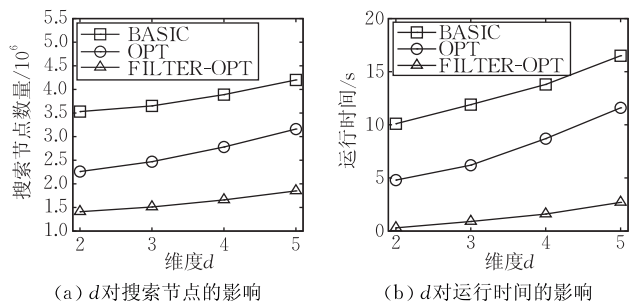 搜索节点数量/10⁶
5.5
5.0
4.5
4.0
3.5
3.0
2.5
2.0
1.5
1.0
BASIC
OPT
FILTER-OPT
2 3 4 5
维度d
(a) d对搜索节点的影响
运行时间/s
20
15
10
5
0
BASIC
OPT
FILTER-OPT
2 3 4 5
维度d
(b) d对运行时间的影响